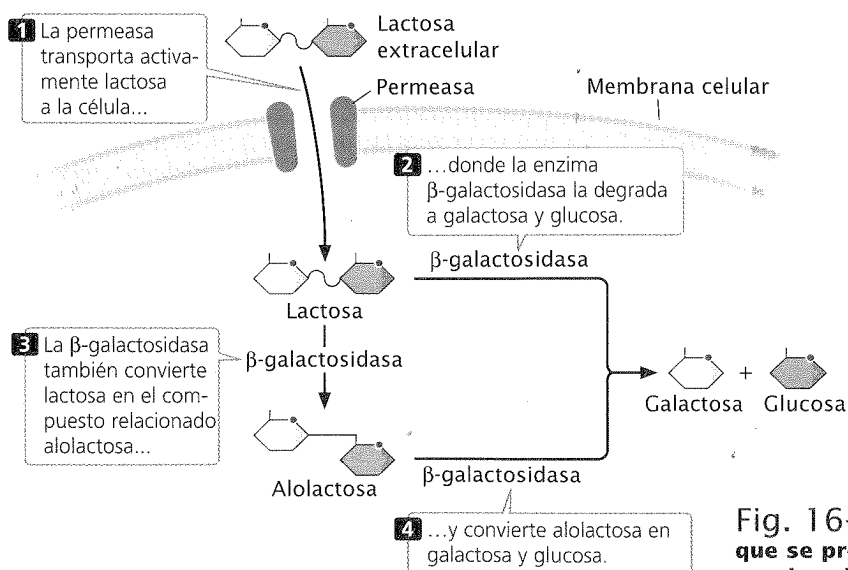 1 La permeasa
transporta activa-
mente lactosa
a la célula...
Lactosa
extracelular
Permeasa
Membrana celular
2 ...donde la enzima
β-galactosidasa la degrada
a galactosa y glucosa.
β-galactosidasa
Lactosa
3 La β-galactosidasa
también convierte
lactosa en el com-
puesto relacionado
alolactosa...
β-galactosidasa
Galactosa + Glucosa
Alolactosa
β-galactosidasa
4 ...y convierte alolactosa en
galactosa y glucosa.
Fig. 16-
que se pr